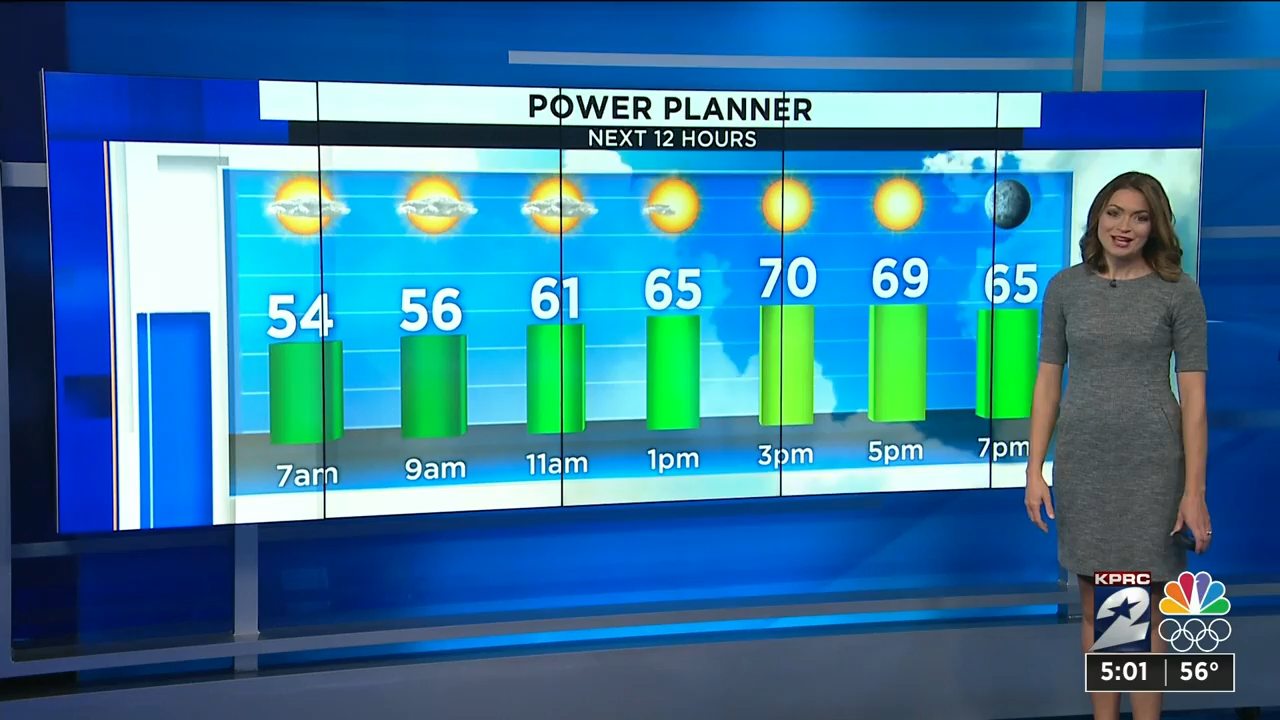 POWER PLANNER
NEXT 12 HOURS
54 56 61 65 70 69 65
7am 9am 11am 1pm 3pm 5pm 7pm
KPRC
2
5:01 56°